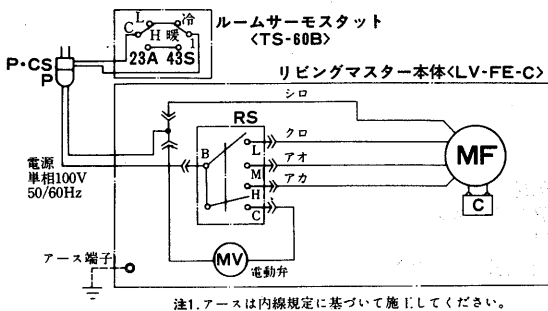 ルームサーモスタット
<TS-60B>
L
冷
C
H
暖
1
23A
43S
P・CS
P
リビングマスター本体<LV-FE-C>
シロ
RS
クロ
B
L
アオ
M
アカ
H
C
MF
C
電源
単相100V
50/60Hz
MV
電動弁
アース端子
注1.アースは内線規定に基づいて施工してください。